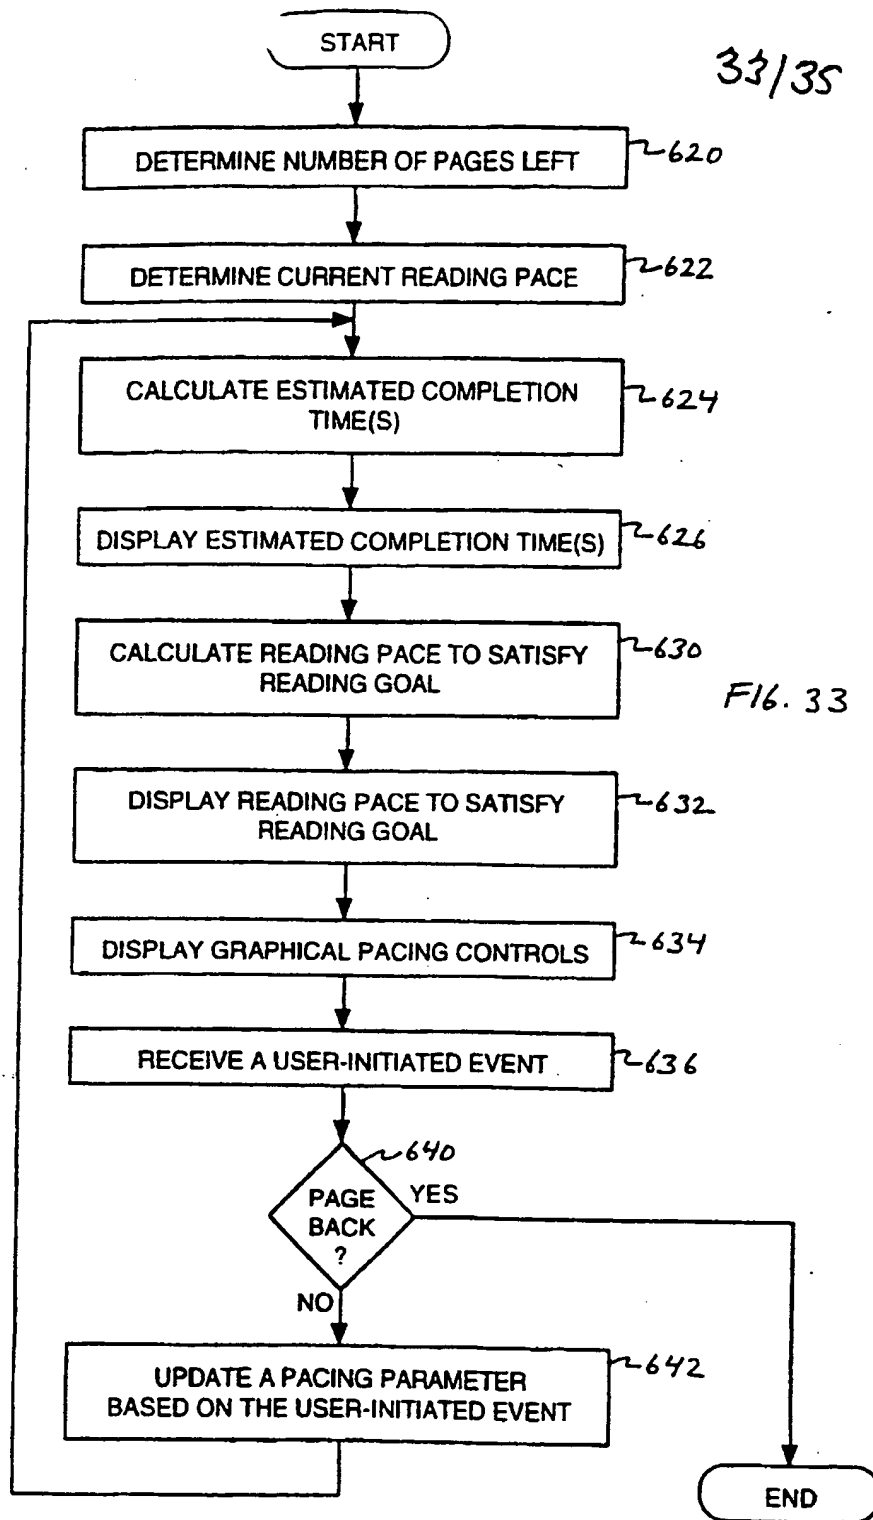 START
33/35
DETERMINE NUMBER OF PAGES LEFT
620
DETERMINE CURRENT READING PACE
622
CALCULATE ESTIMATED COMPLETION
TIME(S)
624
DISPLAY ESTIMATED COMPLETION TIME(S)
626
CALCULATE READING PACE TO SATISFY
READING GOAL
630
FIG. 33
DISPLAY READING PACE TO SATISFY
READING GOAL
632
DISPLAY GRAPHICAL PACING CONTROLS
634
RECEIVE A USER-INITIATED EVENT
636
640
PAGE
BACK
?
YES
NO
UPDATE A PACING PARAMETER
BASED ON THE USER-INITIATED EVENT
642
END